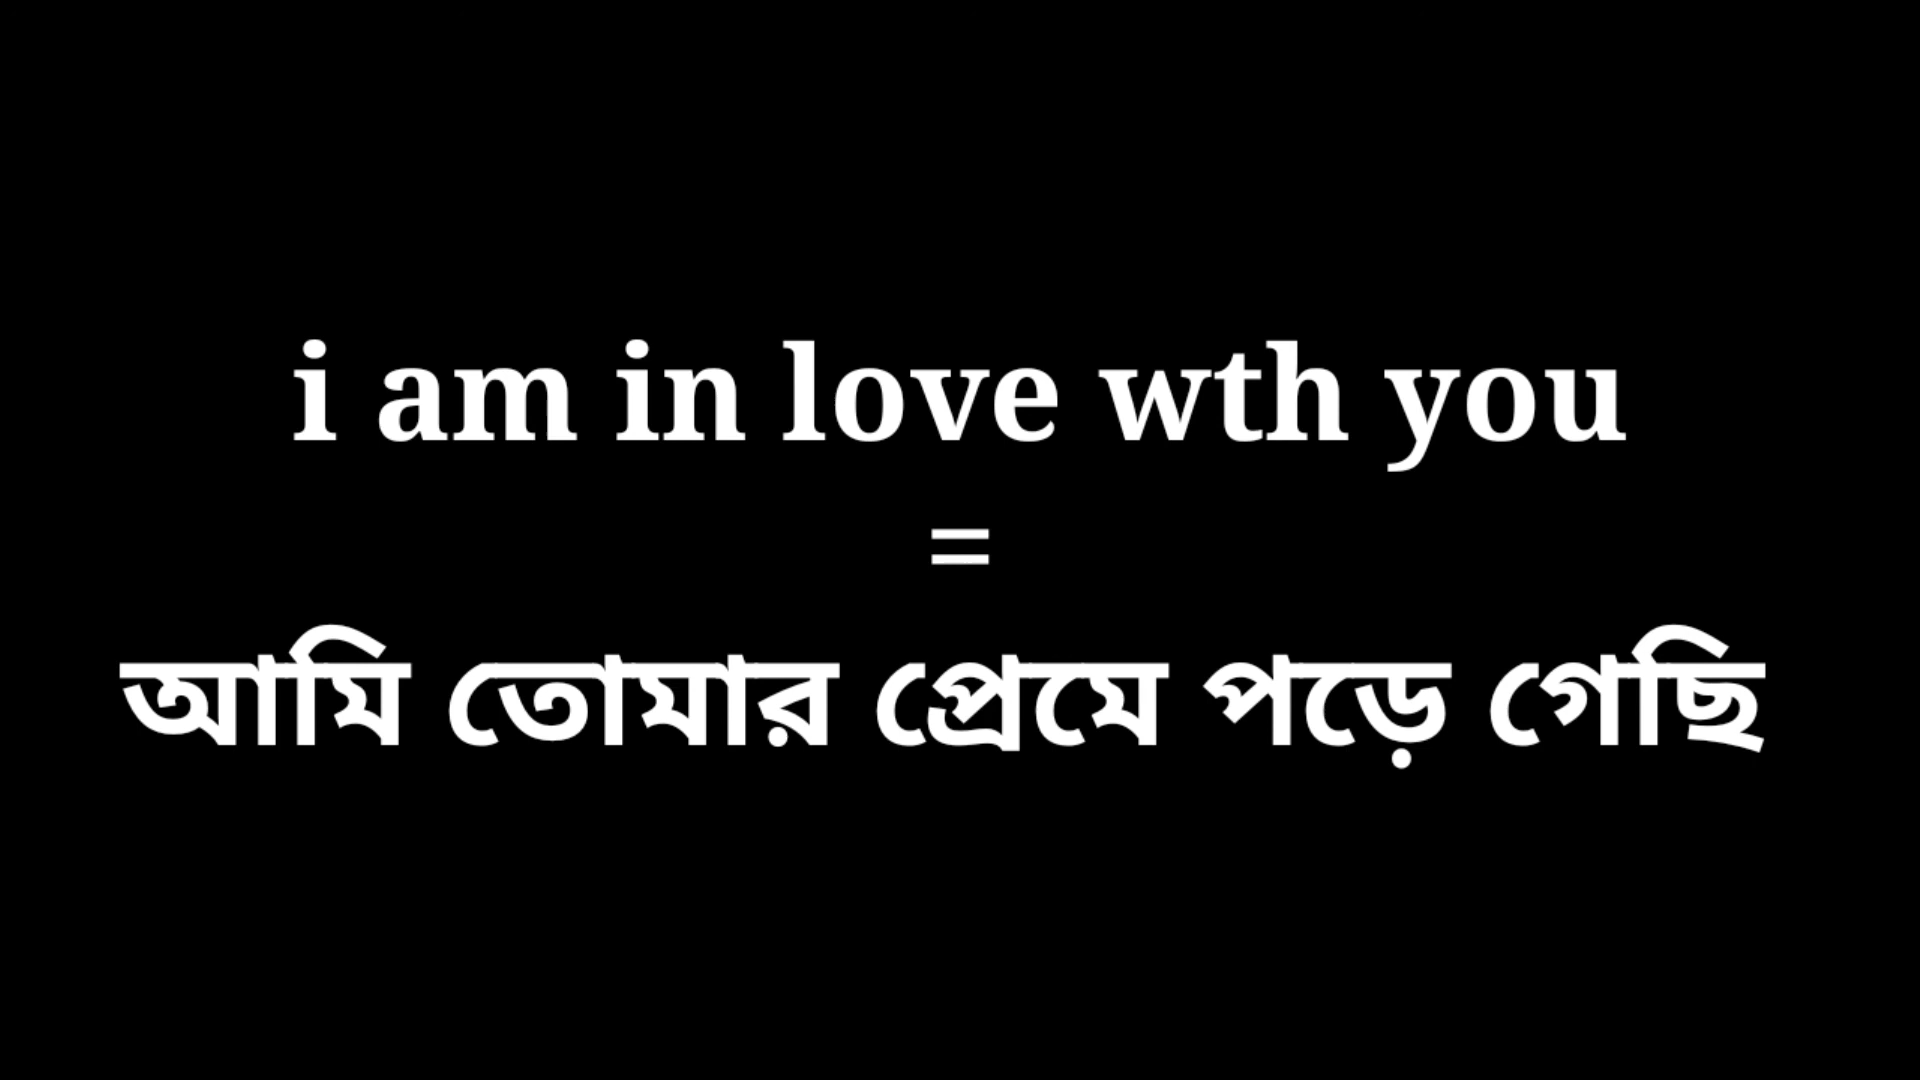 i am in love wth you
=
আমি তোমার প্রেমে পড়ে গেছি